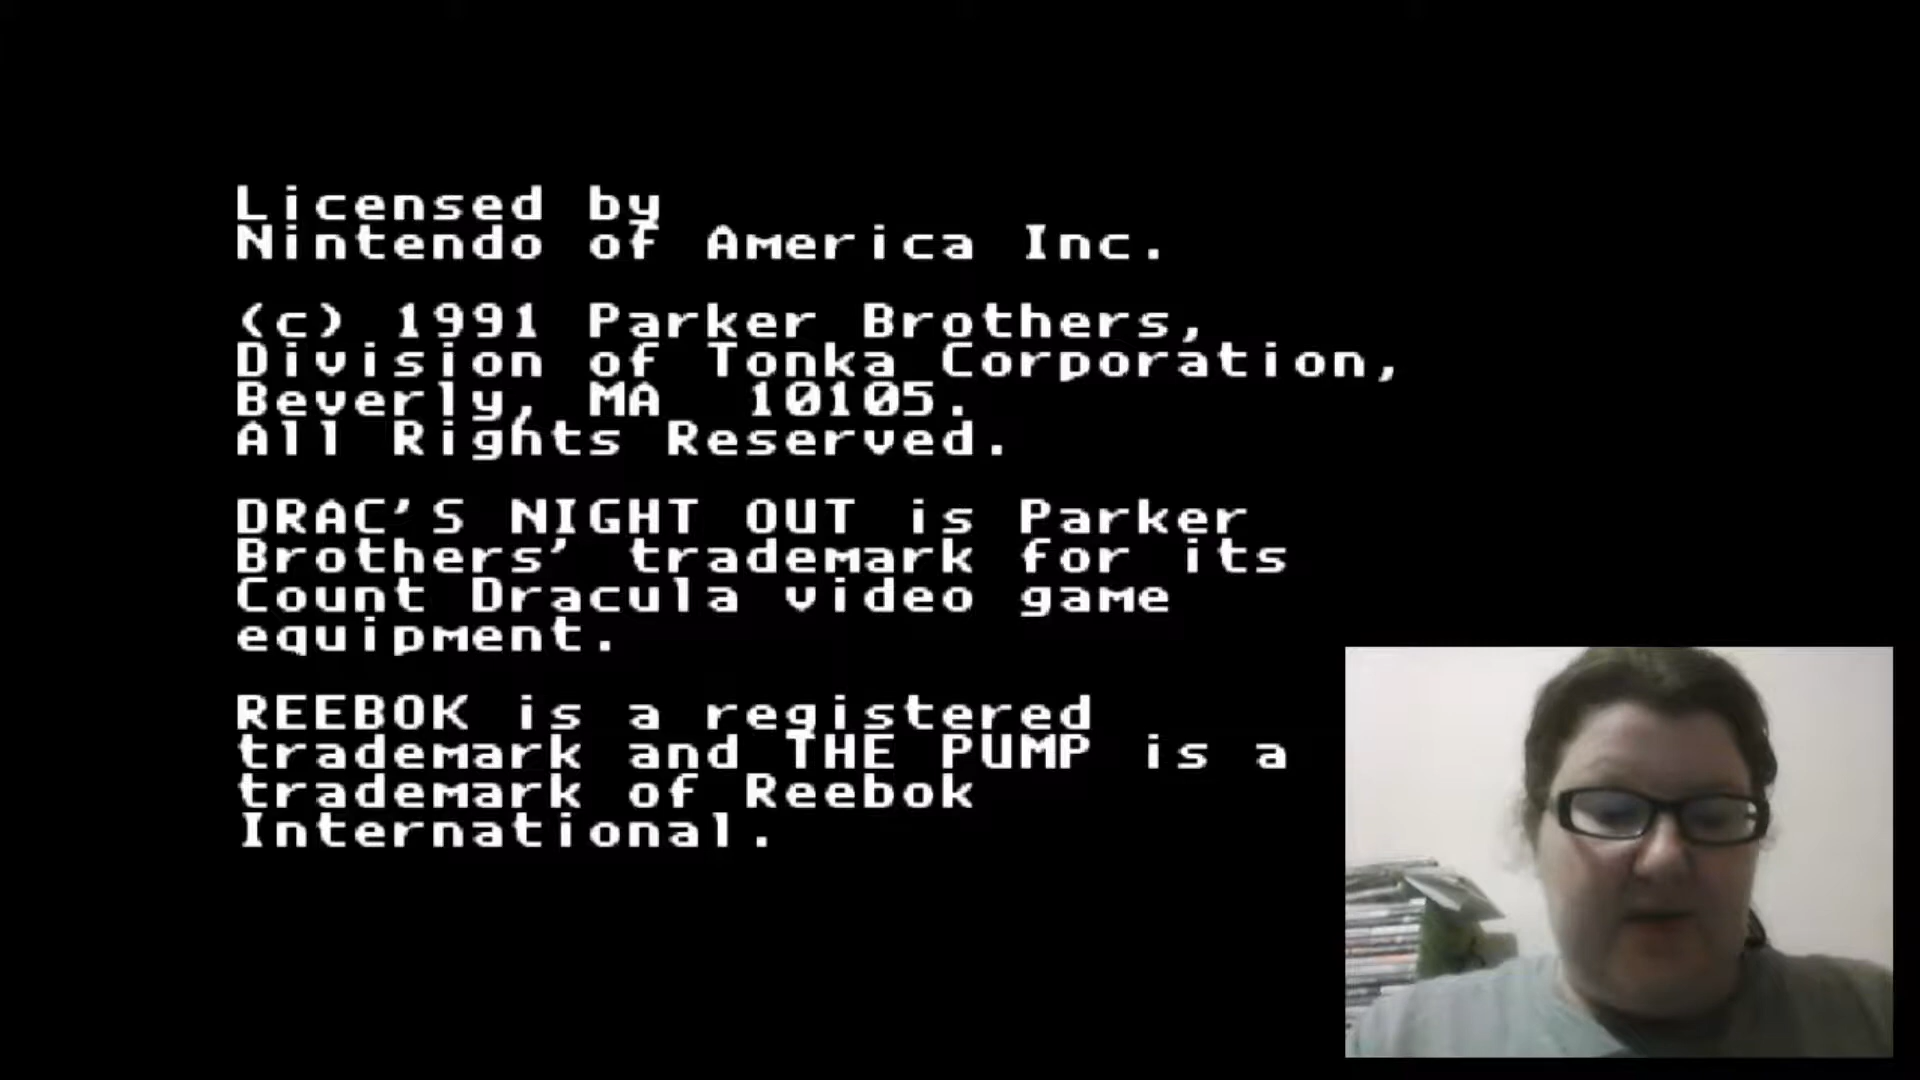 Licensed by
Nintendo of America Inc.
(c) 1991 Parker Brothers,
Division of Tonka Corporation,
Beverly, MA  10105.
All Rights Reserved.
DRAC'S NIGHT OUT is Parker
Brothers' trademark for its
Count Dracula video game
equipment.
REEBOK is a registered
trademark and THE PUMP is a
trademark of Reebok
International.